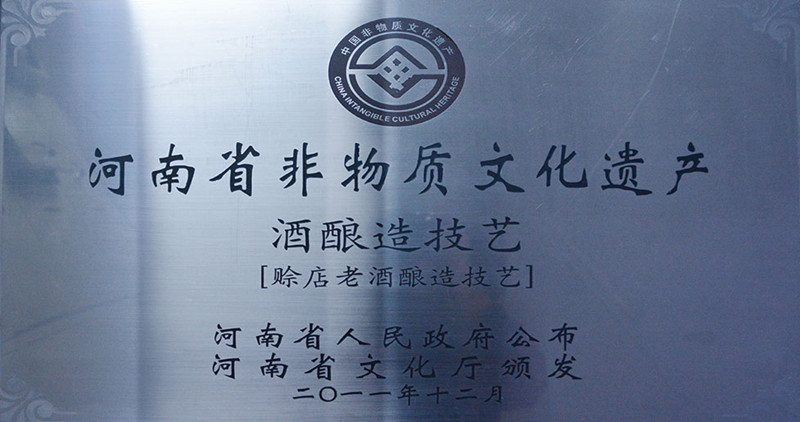 中国非物质文化遗产
CHINA INTANGIBLE CULTURAL HERITAGE
河南省非物质文化遗产
酒酿造技艺
[赊店老酒酿造技艺]
河南省人民政府公布
河南省文化厅颁发
二〇一一年十二月